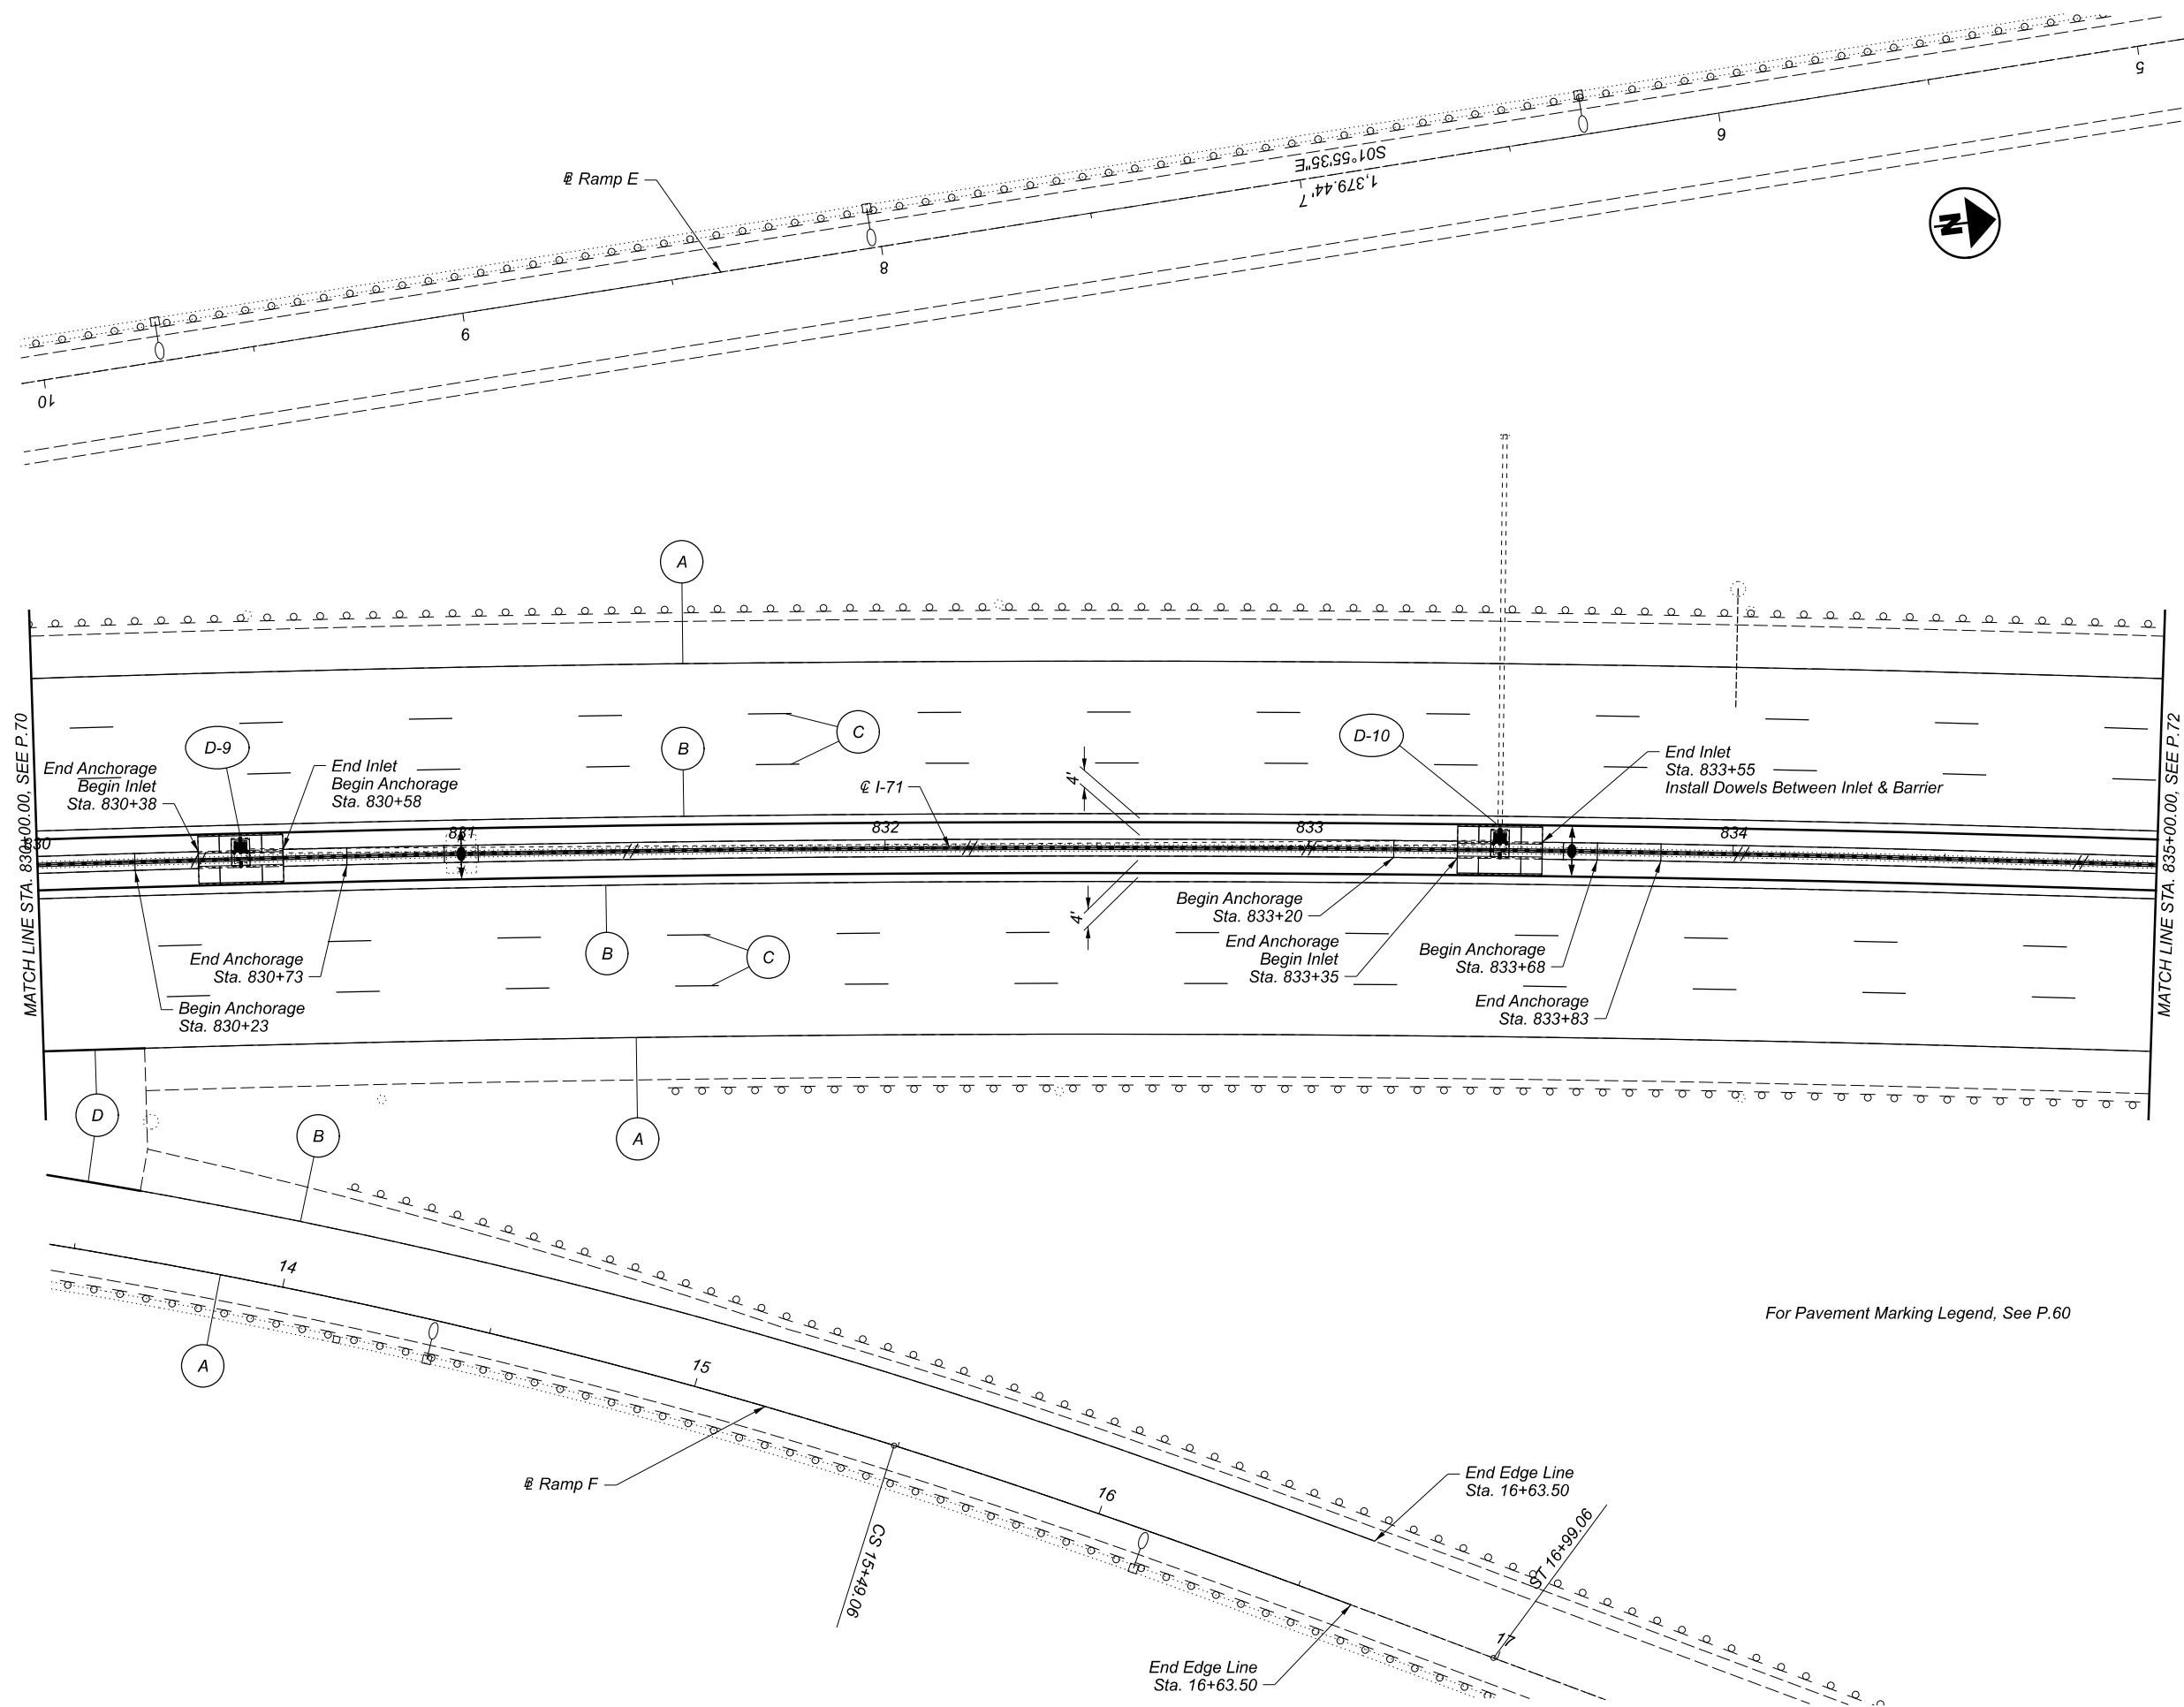 5
6
S01°55'35"E
1,379.44'
7
℄ Ramp E
8
9
10
N
A
MATCH LINE STA. 830+00.00, SEE P.70
MATCH LINE STA. 835+00.00, SEE P.72
D-9
B
C
D-10
End Anchorage
Begin Inlet
Sta. 830+38
End Inlet
Begin Anchorage
Sta. 830+58
℄ I-71
4'
End Inlet
Sta. 833+55
Install Dowels Between Inlet & Barrier
830
831
832
833
834
Begin Anchorage
Sta. 833+20
4'
End Anchorage
Begin Inlet
Sta. 833+35
Begin Anchorage
Sta. 833+68
End Anchorage
Sta. 833+83
B
C
End Anchorage
Sta. 830+73
Begin Anchorage
Sta. 830+23
D
B
A
14
A
For Pavement Marking Legend, See P.60
15
℄ Ramp F
CS 15+49.06
16
End Edge Line
Sta. 16+63.50
ST 16+99.06
17
End Edge Line
Sta. 16+63.50